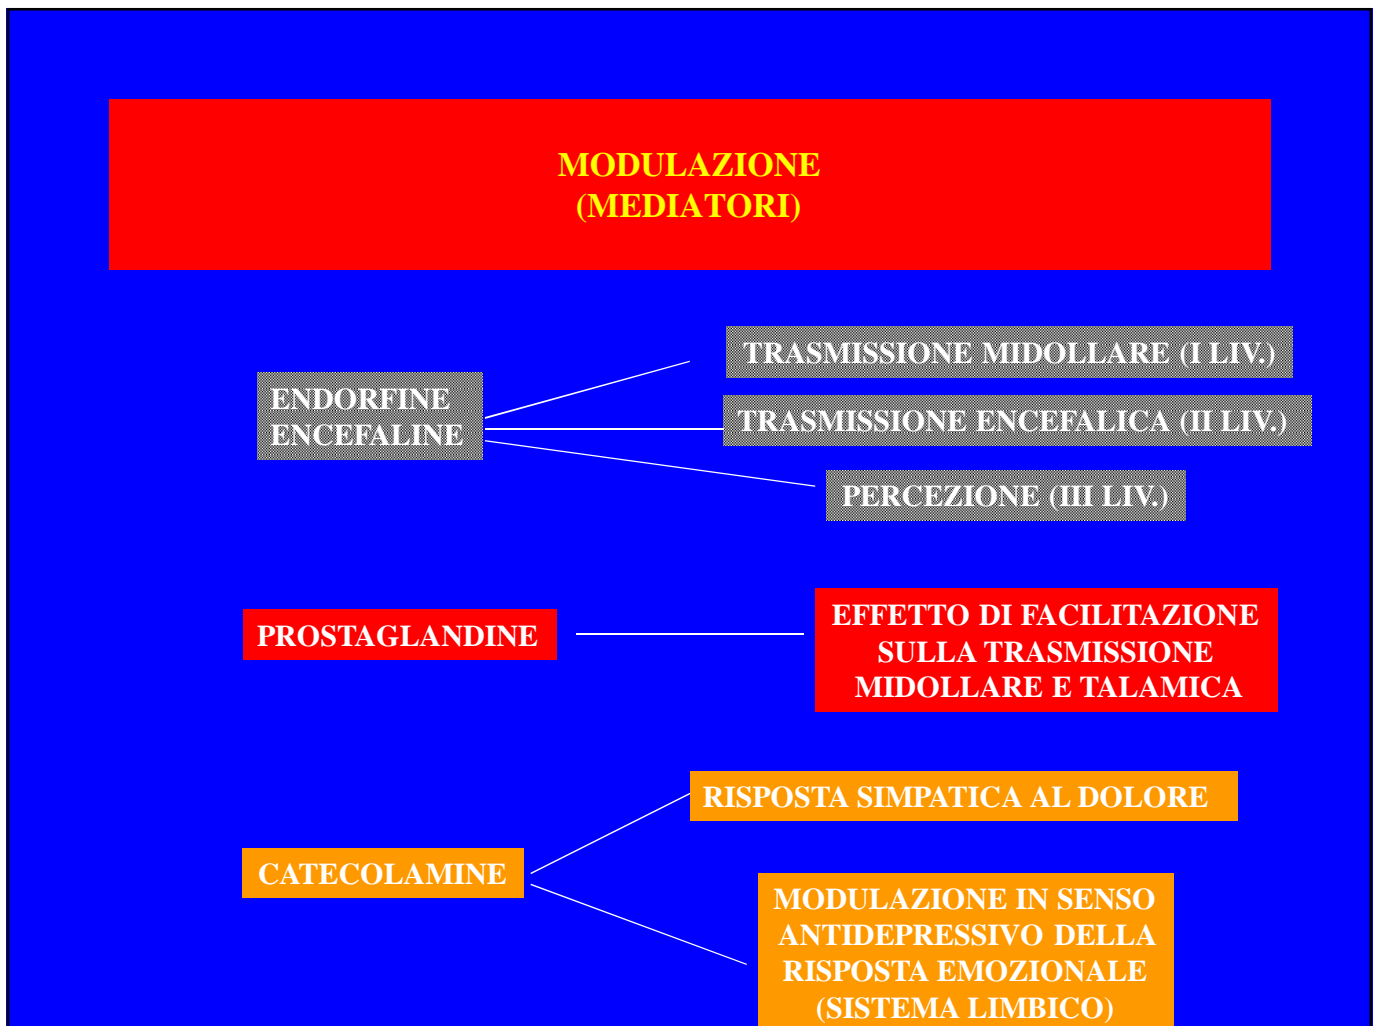 MODULAZIONE
(MEDIATORI)
ENDORFINE
ENCEFALINE
TRASMISSIONE MIDOLLARE (I LIV.)
TRASMISSIONE ENCEFALICA (II LIV.)
PERCEZIONE (III LIV.)
PROSTAGLANDINE
EFFETTO DI FACILITAZIONE
SULLA TRASMISSIONE
MIDOLLARE E TALAMICA
CATECOLAMINE
RISPOSTA SIMPATICA AL DOLORE
MODULAZIONE IN SENSO
ANTIDEPRESSIVO DELLA
RISPOSTA EMOZIONALE
(SISTEMA LIMBICO)